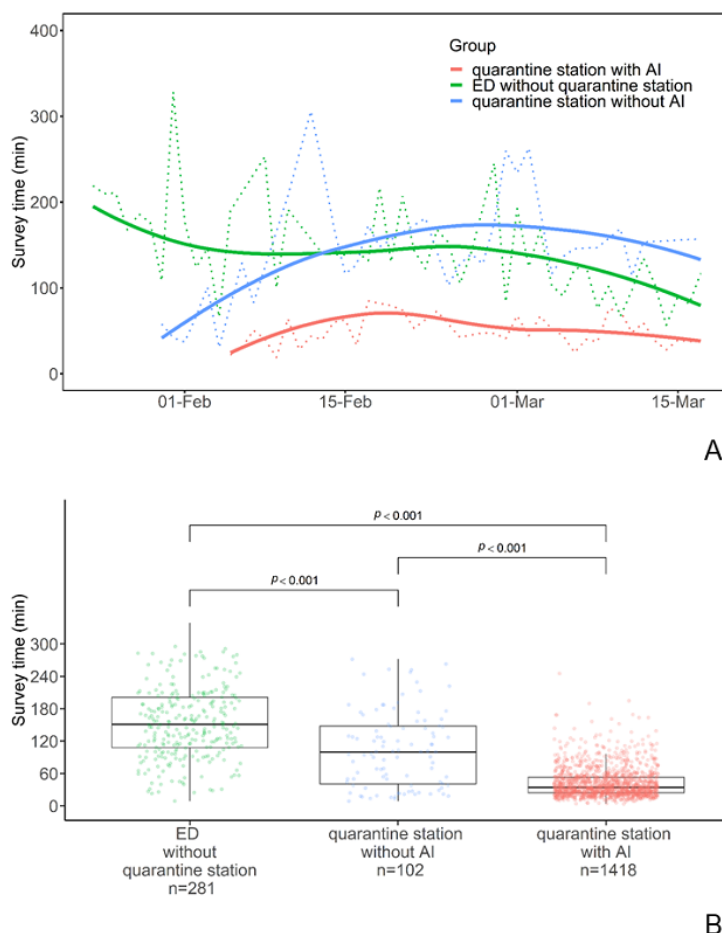 400
300
200
100
0
Survey time (min)
Group
quarantine station with AI
ED without quarantine station
quarantine station without AI
01-Feb
15-Feb
01-Mar
15-Mar
A
p < 0.001
p < 0.001
p < 0.001
Survey time (min)
300
240
180
120
60
0
ED
without
quarantine station
n=281
quarantine station
without AI
n=102
quarantine station
with AI
n=1418
B